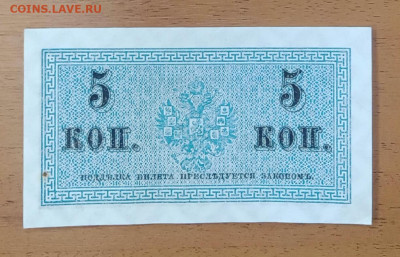 COINS.LAVE.RU
5 5
КОП. КОП.
ПОДДѢЛКА БИЛЕТА ПРЕСЛѢДУЕТСЯ ЗАКОНОМЪ.